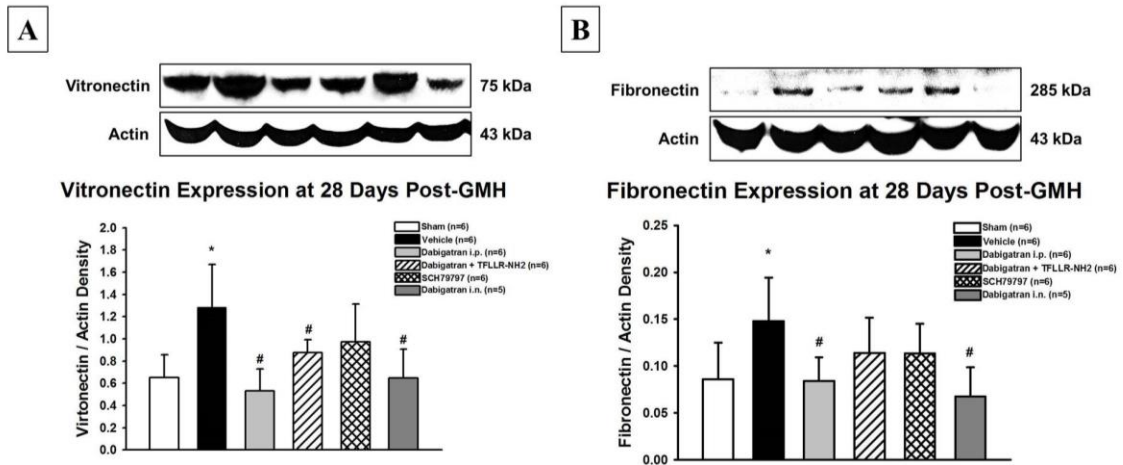 A
Vitronectin
75 kDa
Actin
43 kDa
Vitronectin Expression at 28 Days Post-GMH
Virtonectin / Actin Density
2.0
1.8
1.6
1.4
1.2
1.0
0.8
0.6
0.4
0.2
0.0
*
#
#
#
Sham (n=6)
Vehicle (n=6)
Dabigatran i.p. (n=6)
Dabigatran + TFLLR-NH2 (n=6)
SCH79797 (n=6)
Dabigatran i.n. (n=5)
B
Fibronectin
285 kDa
Actin
43 kDa
Fibronectin Expression at 28 Days Post-GMH
Fibronectin / Actin Density
0.25
0.20
0.15
0.10
0.05
0.00
*
#
#
Sham (n=6)
Vehicle (n=6)
Dabigatran i.p. (n=6)
Dabigatran + TFLLR-NH2 (n=6)
SCH79797 (n=6)
Dabigatran i.n. (n=5)